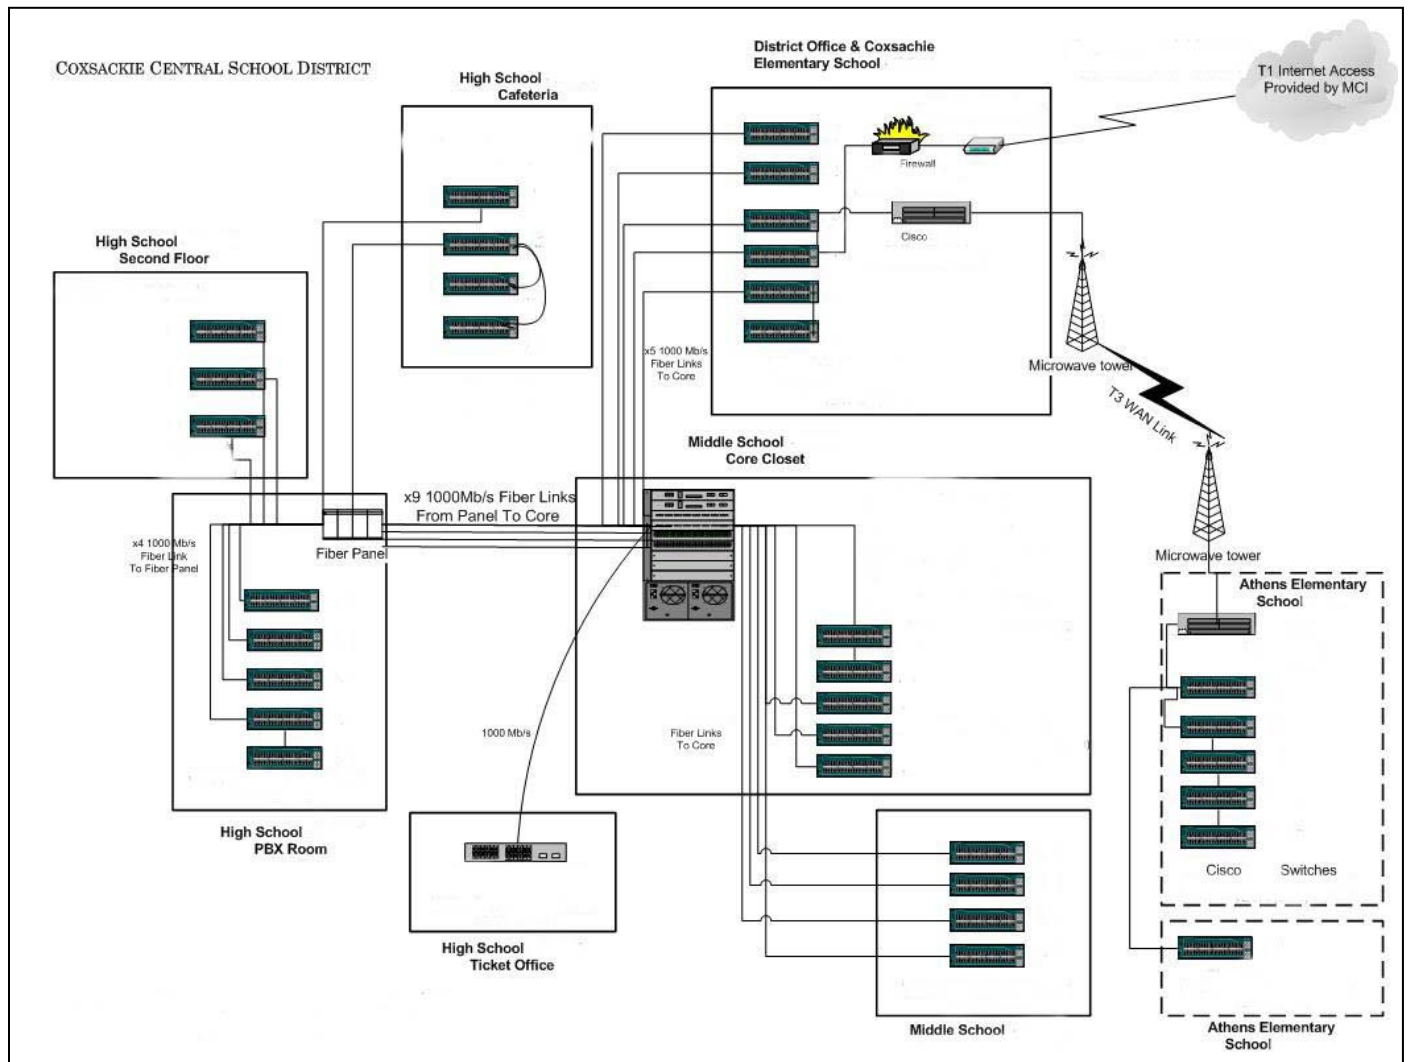 COXSACKIE CENTRAL SCHOOL DISTRICT
High School
Cafeteria
District Office & Coxsachie
Elementary School
T1 Internet Access
Provided by MCI
Firewall
Cisco
High School
Second Floor
x5 1000 Mb/s
Fiber Links
To Core
Microwave tower
T3 WAN Link
Middle School
Core Closet
x9 1000Mb/s Fiber Links
From Panel To Core
x4 1000 Mb/s
Fiber Link
To Fiber Panel
Fiber Panel
Microwave tower
Athens Elementary
School
1000 Mb/s
Fiber Links
To Core
High School
PBX Room
Cisco Switches
High School
Ticket Office
Middle School
Athens Elementary
School